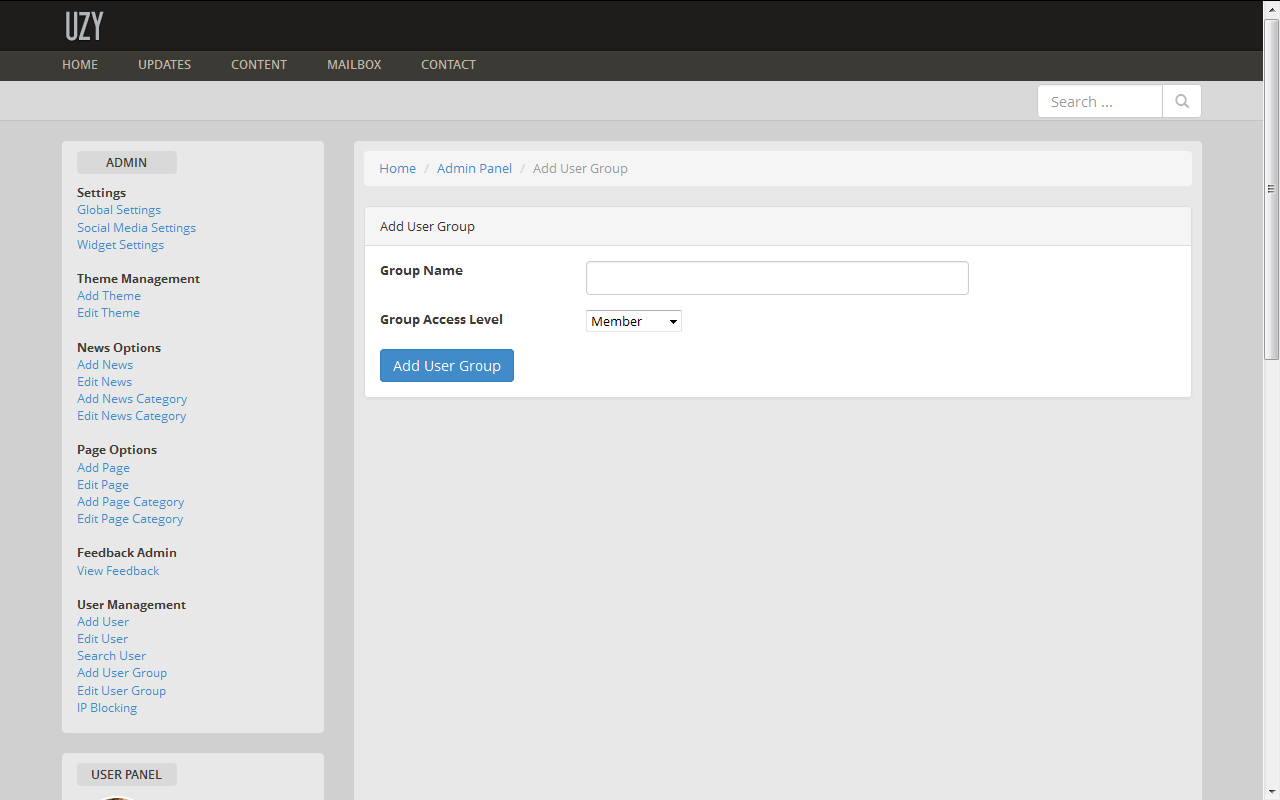 UZY
HOME UPDATES CONTENT MAILBOX CONTACT
Search ...
ADMIN
Settings
Global Settings
Social Media Settings
Widget Settings
Theme Management
Add Theme
Edit Theme
News Options
Add News
Edit News
Add News Category
Edit News Category
Page Options
Add Page
Edit Page
Add Page Category
Edit Page Category
Feedback Admin
View Feedback
User Management
Add User
Edit User
Search User
Add User Group
Edit User Group
IP Blocking
USER PANEL
Home / Admin Panel / Add User Group
Add User Group
Group Name
Group Access Level Member
Add User Group